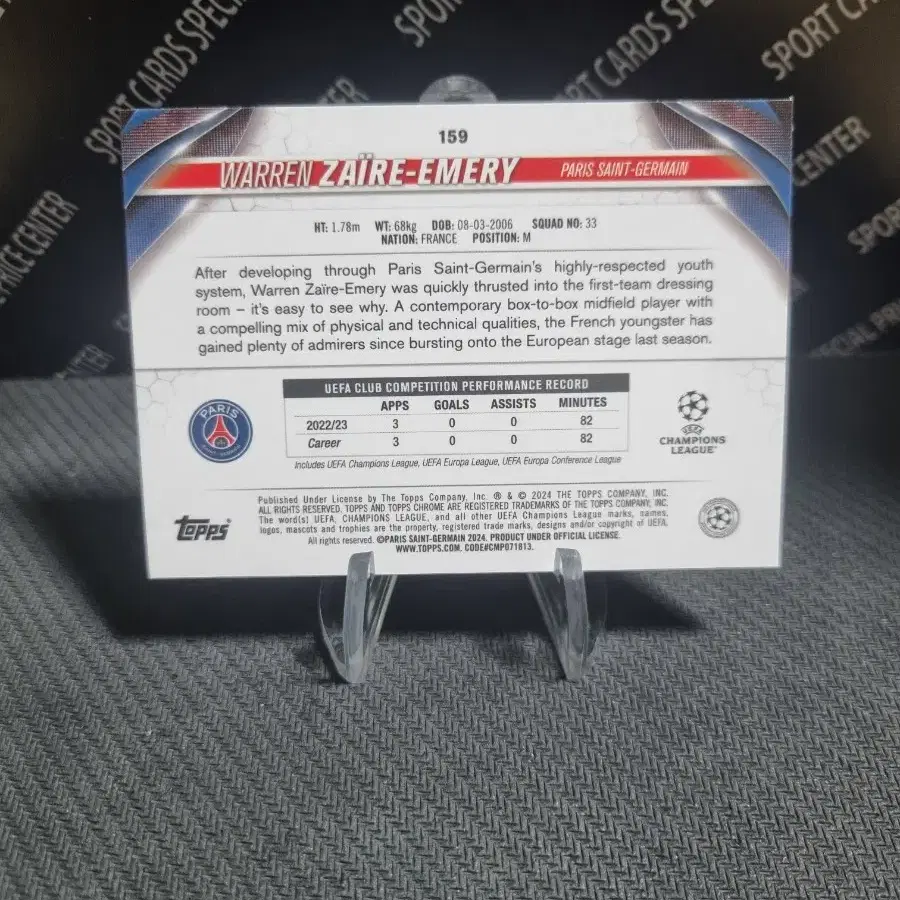 SPORT CARDS SPECIAL
SPORT
SPORT CARDS SPECIAL
SPORT CA
PRICE CENTER
CENTER
SPORT
159
WARREN ZAÏRE-EMERY PARIS SAINT-GERMAIN
HT: 1.78m WT: 68kg DOB: 08-03-2006 SQUAD NO: 33
NATION: FRANCE POSITION: M
After developing through Paris Saint-Germain's highly-respected youth
system, Warren Zaïre-Emery was quickly thrusted into the first-team dressing
room – it's easy to see why. A contemporary box-to-box midfield player with
a compelling mix of physical and technical qualities, the French youngster has
gained plenty of admirers since bursting onto the European stage last season.
UEFA CLUB COMPETITION PERFORMANCE RECORD
APPS GOALS ASSISTS MINUTES
2022/23 3 0 0 82
Career 3 0 0 82
Includes UEFA Champions League, UEFA Europa League, UEFA Europa Conference League
PARIS
UEFA
CHAMPIONS
LEAGUE
topps
Published Under License by The Topps Company, Inc. ® & © 2024 THE TOPPS COMPANY, INC.
ALL RIGHTS RESERVED. TOPPS AND TOPPS CHROME ARE REGISTERED TRADEMARKS OF THE TOPPS COMPANY, INC.
The word(s) UEFA, CHAMPIONS LEAGUE, and all other UEFA Champions League marks, names,
logos, mascots and trophies are the property, registered trade marks, designs and/or copyright of UEFA.
All rights reserved. ©PARIS SAINT-GERMAIN 2024. PRODUCT UNDER OFFICIAL LICENSE.
WWW.TOPPS.COM. CODE#CMP071813.